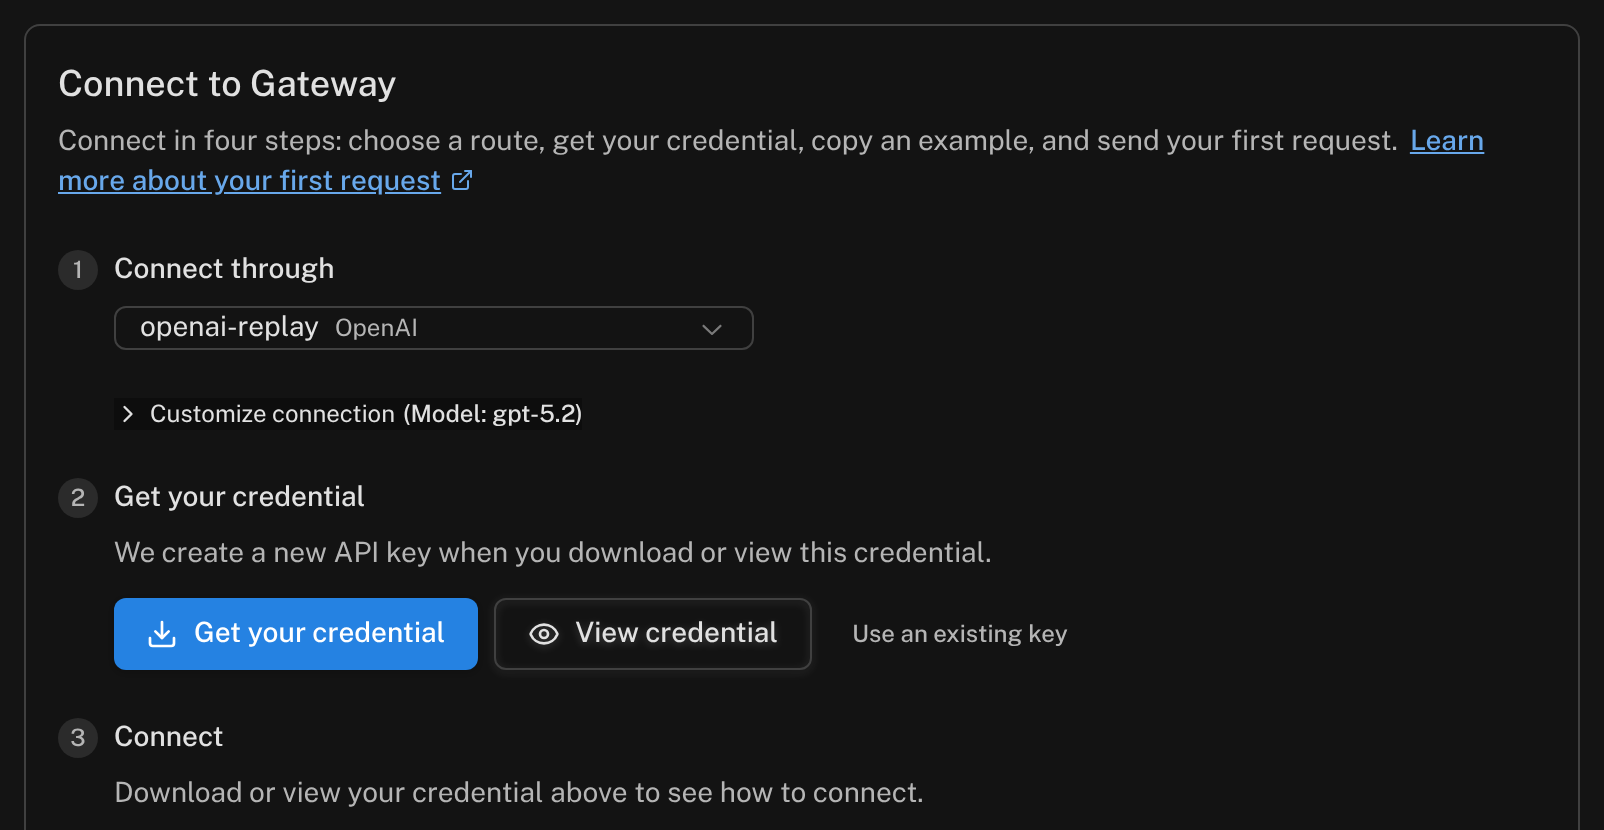 Connect to Gateway
Connect in four steps: choose a route, get your credential, copy an example, and send your first request. Learn
more about your first request
1 Connect through
openai-replay OpenAI
Customize connection (Model: gpt-5.2)
2 Get your credential
We create a new API key when you download or view this credential.
Get your credential View credential Use an existing key
3 Connect
Download or view your credential above to see how to connect.